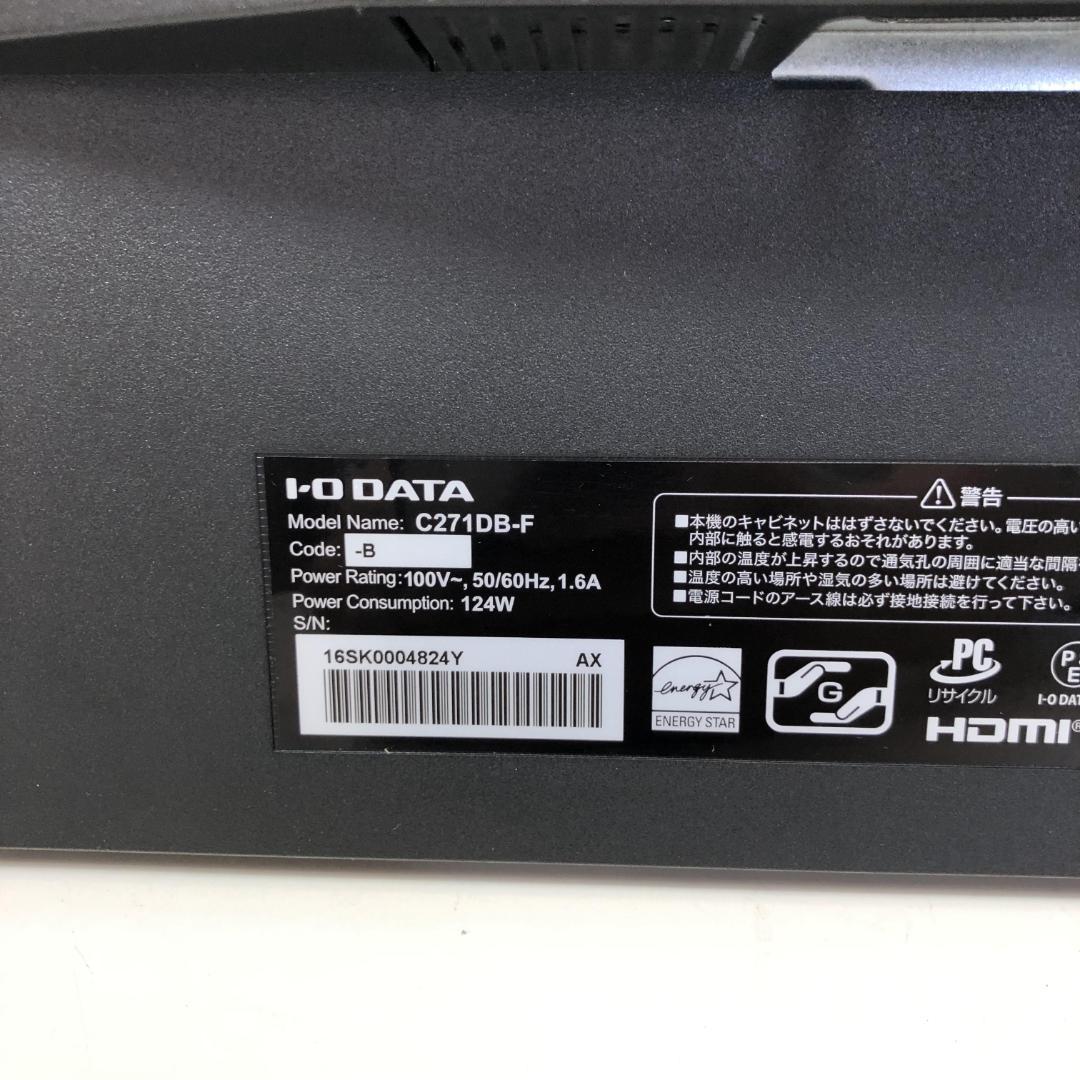 I-O DATA
Model Name: C271DB-F
Code: -B
Power Rating: 100V~, 50/60Hz, 1.6A
Power Consumption: 124W
S/N:
16SK0004824Y AX
警告
■本機のキャビネットははずさないでください。電圧の高い
内部に触ると感電するおそれがあります。
■内部の温度が上昇するので通気孔の周囲に適当な間隔
■温度の高い場所や湿気の多い場所は避けてください。
■電源コードのアース線は必ず接地接続を行って下さい。
energy
ENERGY STAR
G
PC
リサイクル
P
E
I-O DATA
HDMI®